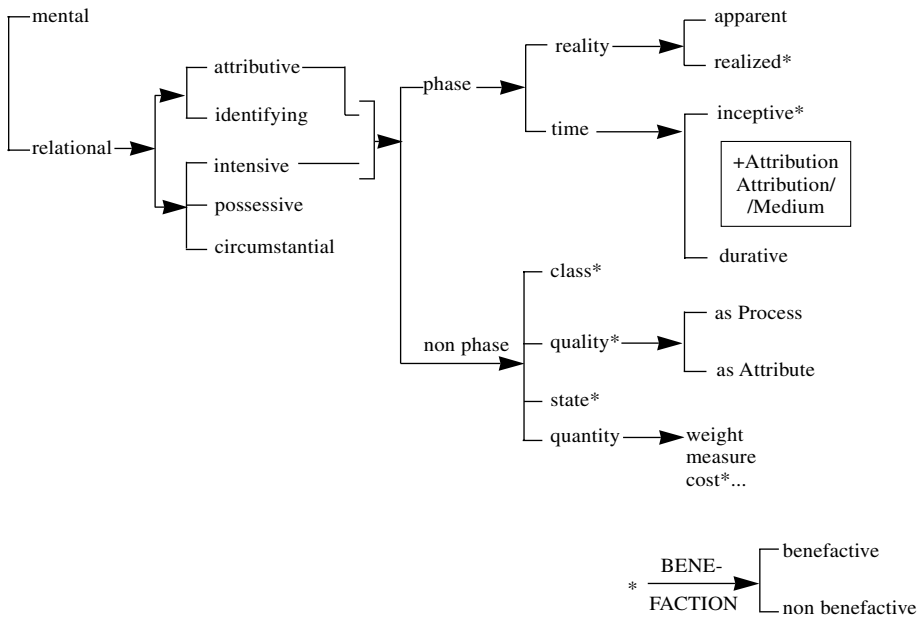 mental
apparent
reality
realized*
attributive
phase
identifying
time
inceptive*
relational
intensive
+Attribution
Attribution/
/Medium
possessive
circumstantial
durative
class*
as Process
non phase
quality*
as Attribute
state*
quantity
weight
measure
cost*...
benefactive
* BENE-
FACTION
non benefactive